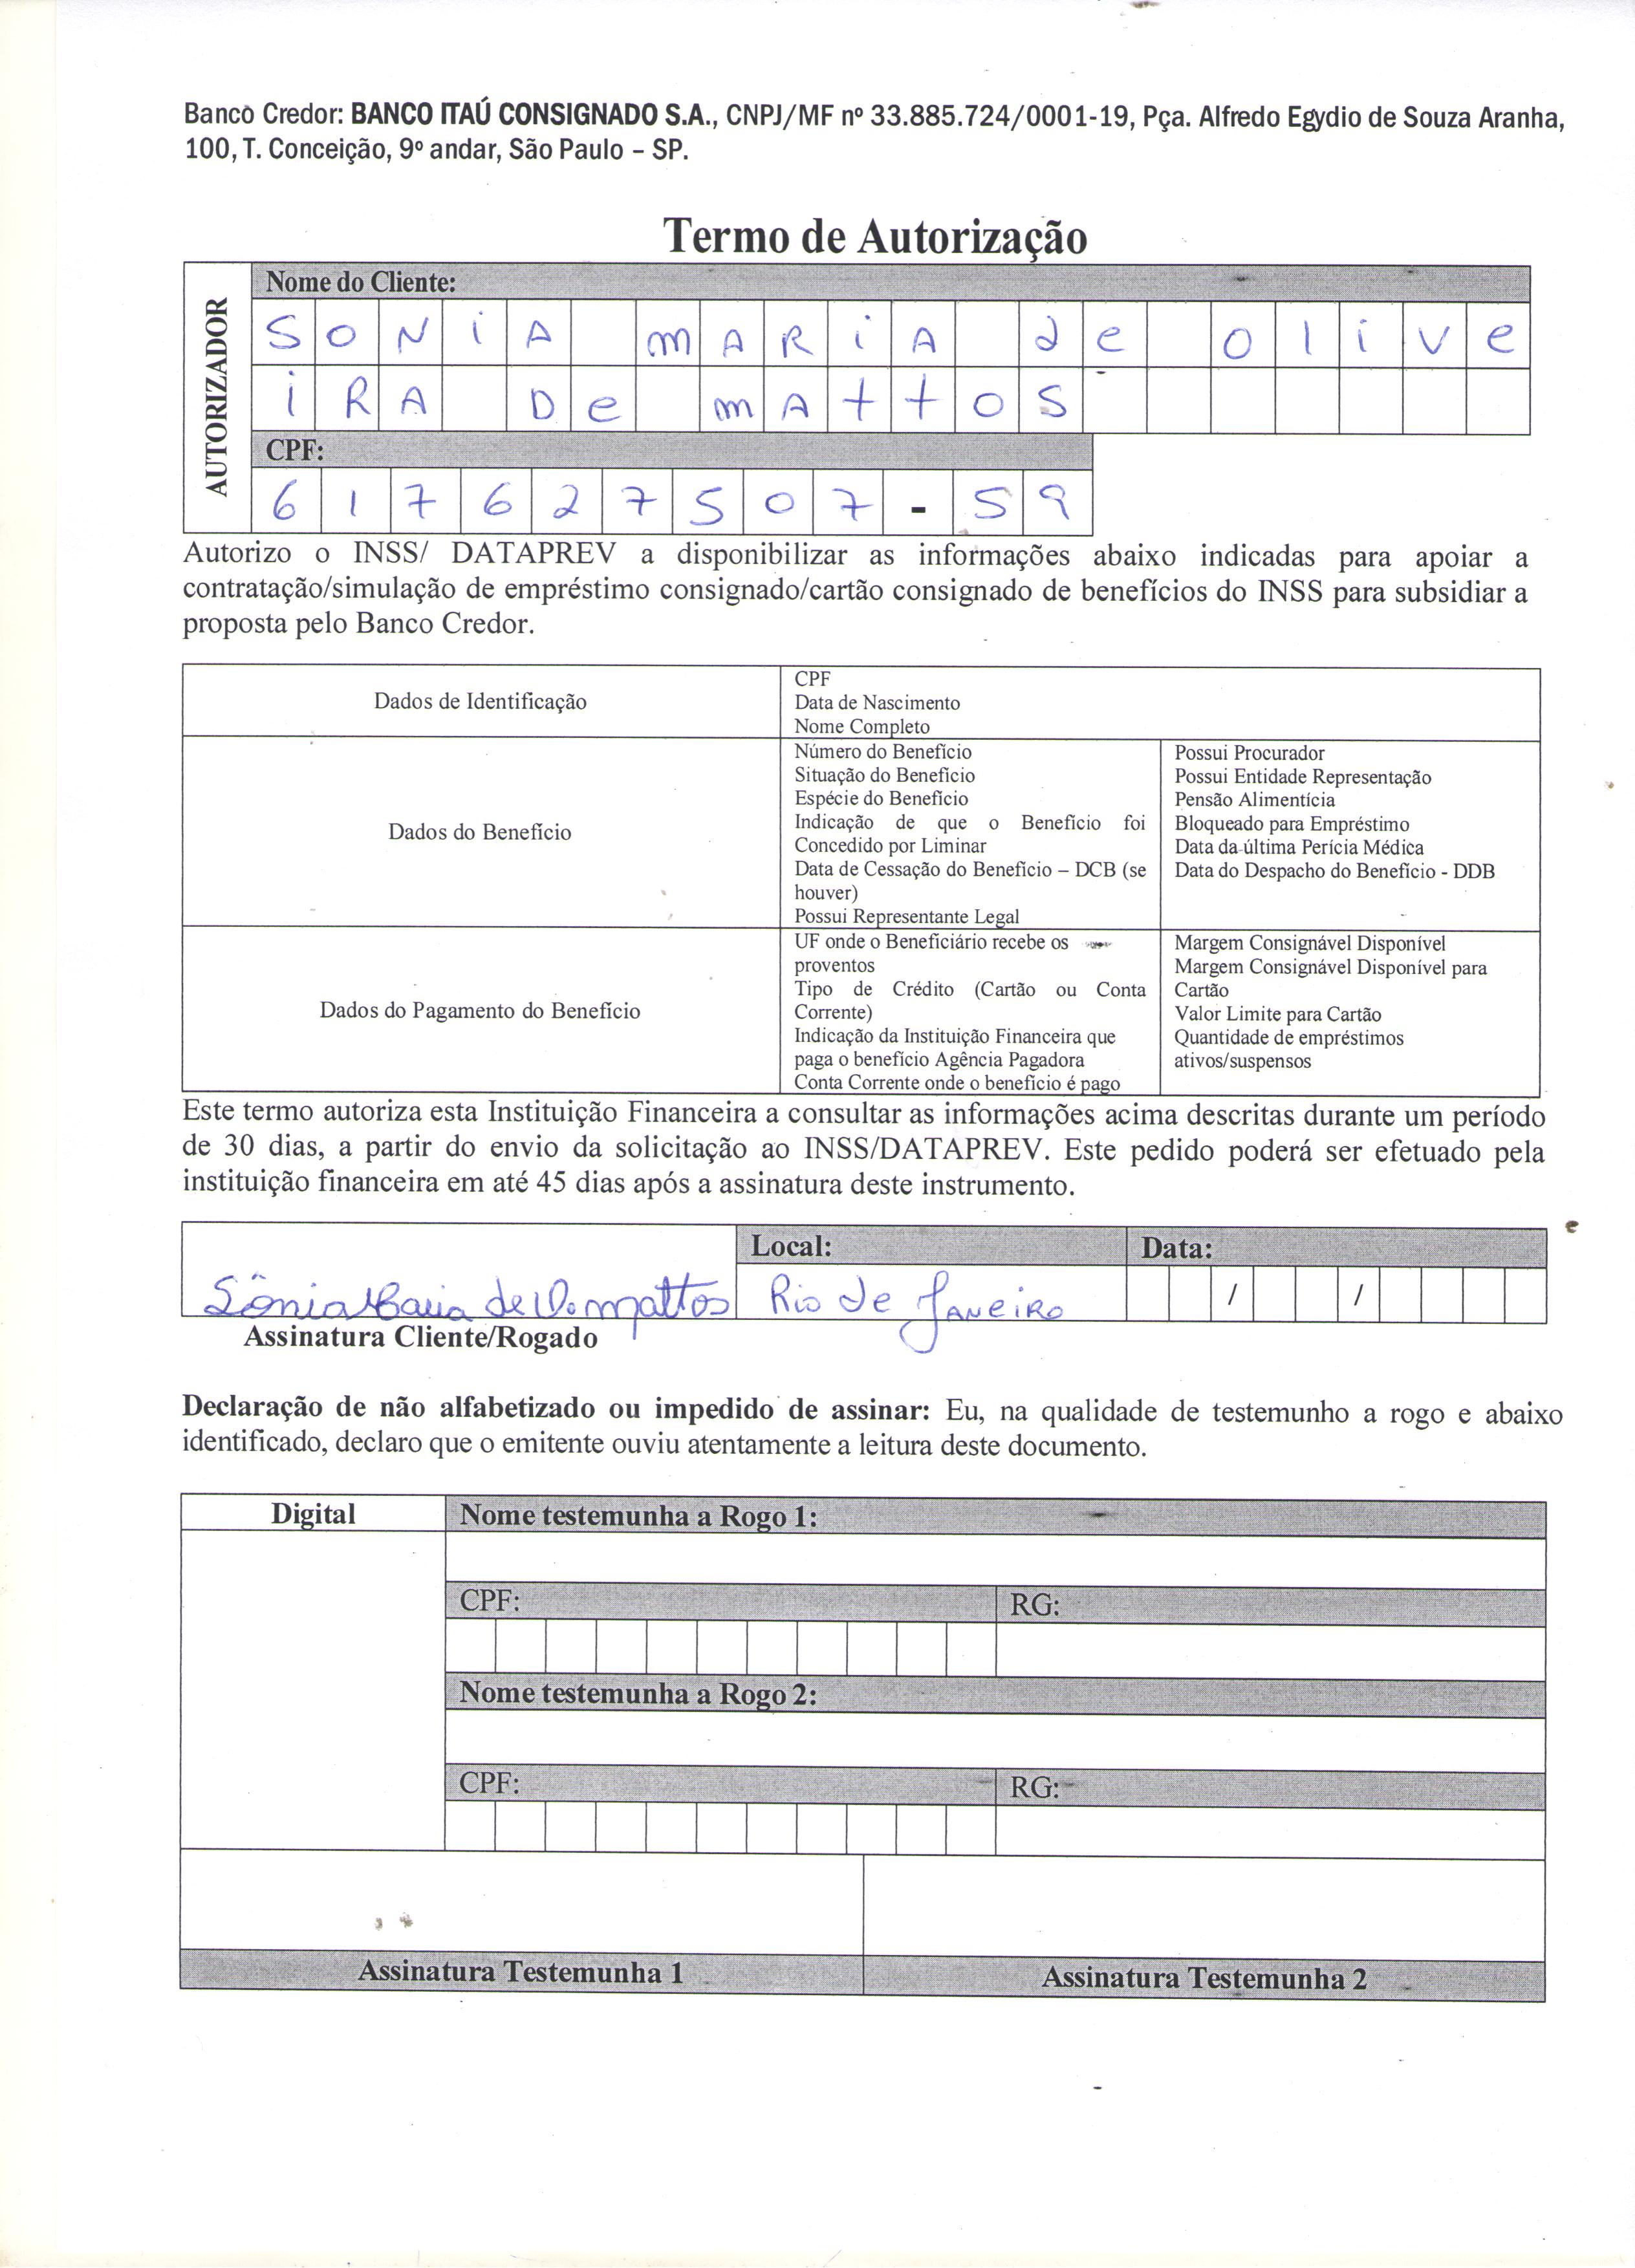 Banco Credor: BANCO ITAÚ CONSIGNADO S.A., CNPJ/MF nº 33.885.724/0001-19, Pça. Alfredo Egydio de Souza Aranha,
100, T. Conceição, 9º andar, São Paulo – SP.
Termo de Autorização
AUTORIZADOR
Nome do Cliente:
SONiA mARiA de olive
iRA De mAttos
CPF:
617627507-59
Autorizo o INSS/ DATAPREV a disponibilizar as informações abaixo indicadas para apoiar a
contratação/simulação de empréstimo consignado/cartão consignado de benefícios do INSS para subsidiar a
proposta pelo Banco Credor.
Dados de Identificação
CPF
Data de Nascimento
Nome Completo
Dados do Benefício
Número do Benefício
Situação do Benefício
Espécie do Benefício
Indicação de que o Benefício foi
Concedido por Liminar
Data de Cessação do Benefício – DCB (se
houver)
Possui Representante Legal
Possui Procurador
Possui Entidade Representação
Pensão Alimentícia
Bloqueado para Empréstimo
Data da última Perícia Médica
Data do Despacho do Benefício - DDB
Dados do Pagamento do Benefício
UF onde o Beneficiário recebe os
proventos
Tipo de Crédito (Cartão ou Conta
Corrente)
Indicação da Instituição Financeira que
paga o benefício Agência Pagadora
Conta Corrente onde o benefício é pago
Margem Consignável Disponível
Margem Consignável Disponível para
Cartão
Valor Limite para Cartão
Quantidade de empréstimos
ativos/suspensos
Este termo autoriza esta Instituição Financeira a consultar as informações acima descritas durante um período
de 30 dias, a partir do envio da solicitação ao INSS/DATAPREV. Este pedido poderá ser efetuado pela
instituição financeira em até 45 dias após a assinatura deste instrumento.
Local:
Data:
Sônia Maria de O. mattos
Rio de JANeiRo
/ /
Assinatura Cliente/Rogado
Declaração de não alfabetizado ou impedido de assinar: Eu, na qualidade de testemunho a rogo e abaixo
identificado, declaro que o emitente ouviu atentamente a leitura deste documento.
Digital
Nome testemunha a Rogo 1:
CPF:
RG:
Nome testemunha a Rogo 2:
CPF:
RG:
Assinatura Testemunha 1
Assinatura Testemunha 2